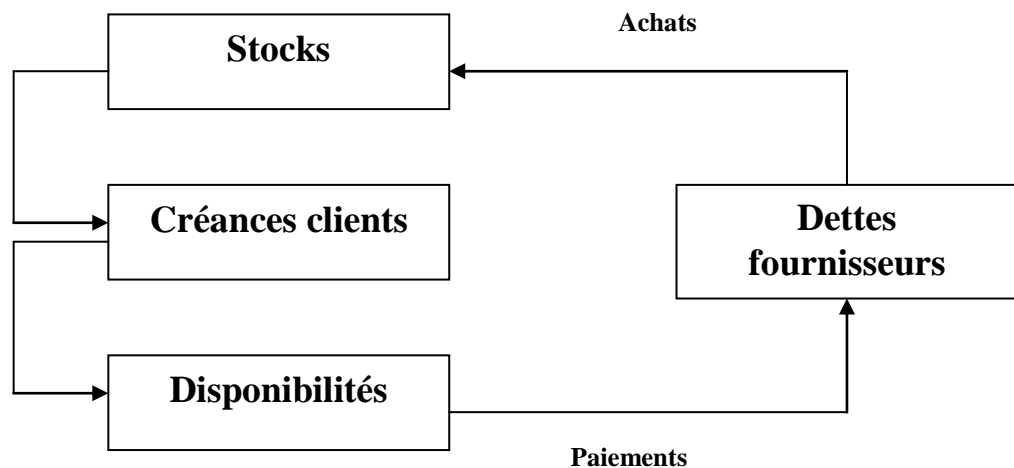 Achats
Stocks
Créances clients
Dettes
fournisseurs
Disponibilités
Paiements